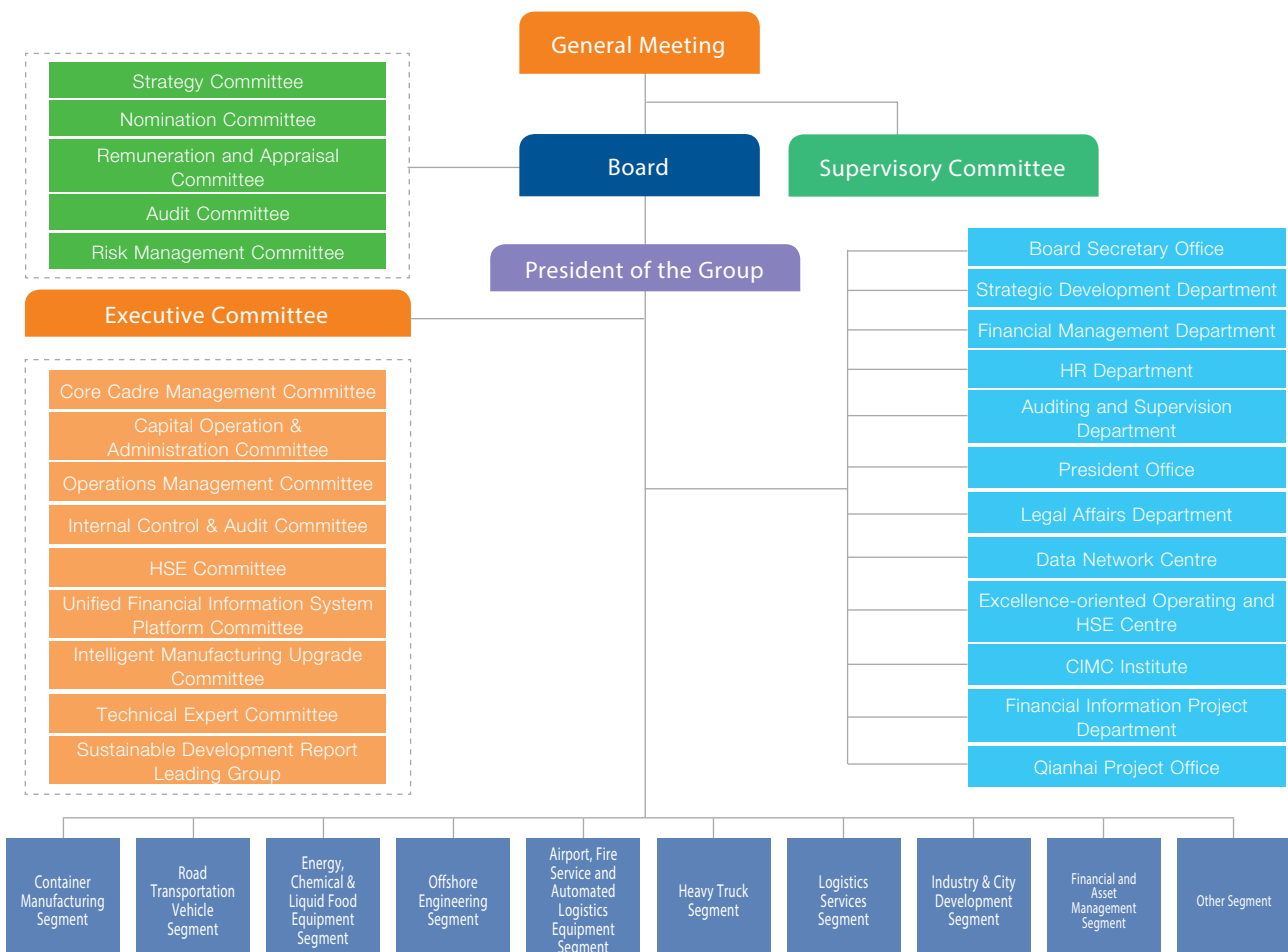 General Meeting
Strategy Committee
Nomination Committee
Remuneration and Appraisal
Committee
Audit Committee
Risk Management Committee
Board
Supervisory Committee
President of the Group
Executive Committee
Core Cadre Management Committee
Capital Operation &
Administration Committee
Operations Management Committee
Internal Control & Audit Committee
HSE Committee
Unified Financial Information System
Platform Committee
Intelligent Manufacturing Upgrade
Committee
Technical Expert Committee
Sustainable Development Report
Leading Group
Board Secretary Office
Strategic Development Department
Financial Management Department
HR Department
Auditing and Supervision
Department
President Office
Legal Affairs Department
Data Network Centre
Excellence-oriented Operating and
HSE Centre
CIMC Institute
Financial Information Project
Department
Qianhai Project Office
Container
Manufacturing
Segment
Road
Transportation
Vehicle
Segment
Energy,
Chemical &
Liquid Food
Equipment
Segment
Offshore
Engineering
Segment
Airport, Fire
Service and
Automated
Logistics
Equipment
Segment
Heavy Truck
Segment
Logistics
Services
Segment
Industry & City
Development
Segment
Financial and
Asset
Management
Segment
Other Segment